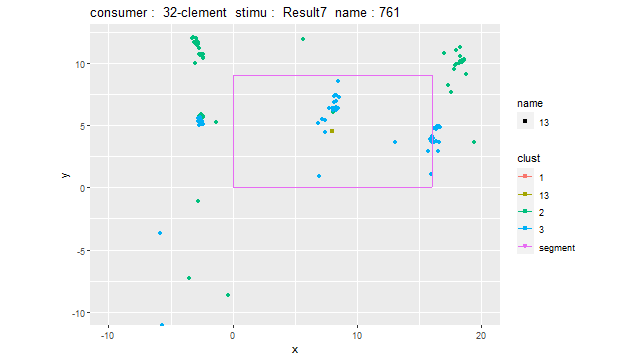 consumer : 32-clement stimu : Result7 name : 761
10
5
0
-5
-10
y
-10
0
10
20
x
name
13
clust
1
13
2
3
segment